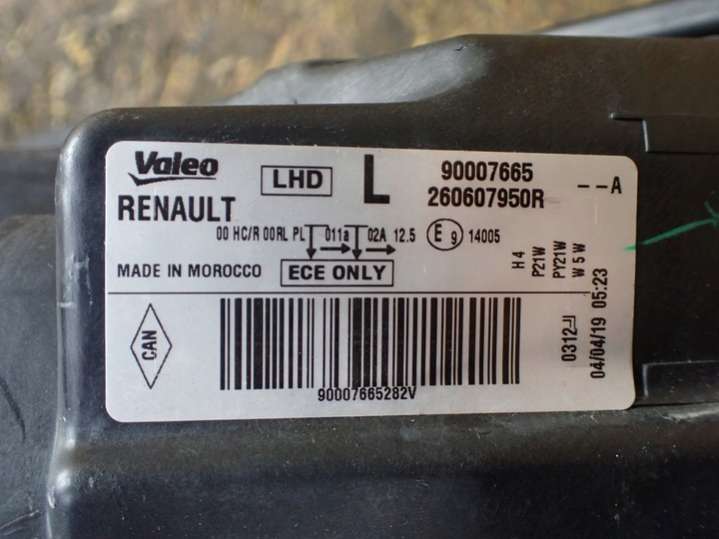 Valeo
RENAULT
LHD
L
90007665
260607950R
--A
00 HC/R 00RL PL 011a 02A 12.5 E9 14005
MADE IN MOROCCO
ECE ONLY
H4
P21W
PY21W
W5W
CAN
90007665282V
0312
04/04/19 05:23